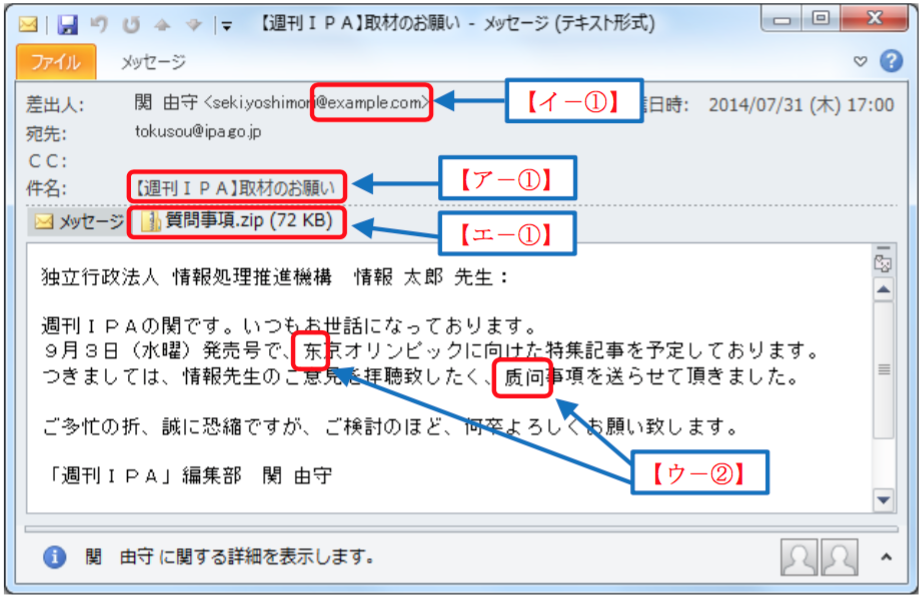 【週刊ＩＰＡ】取材のお願い - メッセージ (テキスト形式)
ファイル メッセージ
差出人: 関 由守 <seki.yoshimori@example.com> 【イー①】 日時: 2014/07/31 (木) 17:00
宛先: tokusou@ipa.go.jp
ＣＣ:
件名: 【週刊ＩＰＡ】取材のお願い 【アー①】
メッセージ 質問事項.zip (72 KB) 【エー①】
独立行政法人 情報処理推進機構 情報 太郎 先生：
週刊ＩＰＡの関です。いつもお世話になっております。
９月３日（水曜）発売号で、东京オリンピックに向けた特集記事を予定しております。
つきましては、情報先生のご意見を拝聴致したく、质问事項を送らせて頂きました。
ご多忙の折、誠に恐縮ですが、ご検討のほど、何卒よろしくお願い致します。
【ウー②】
「週刊ＩＰＡ」編集部 関 由守
関 由守 に関する詳細を表示します。